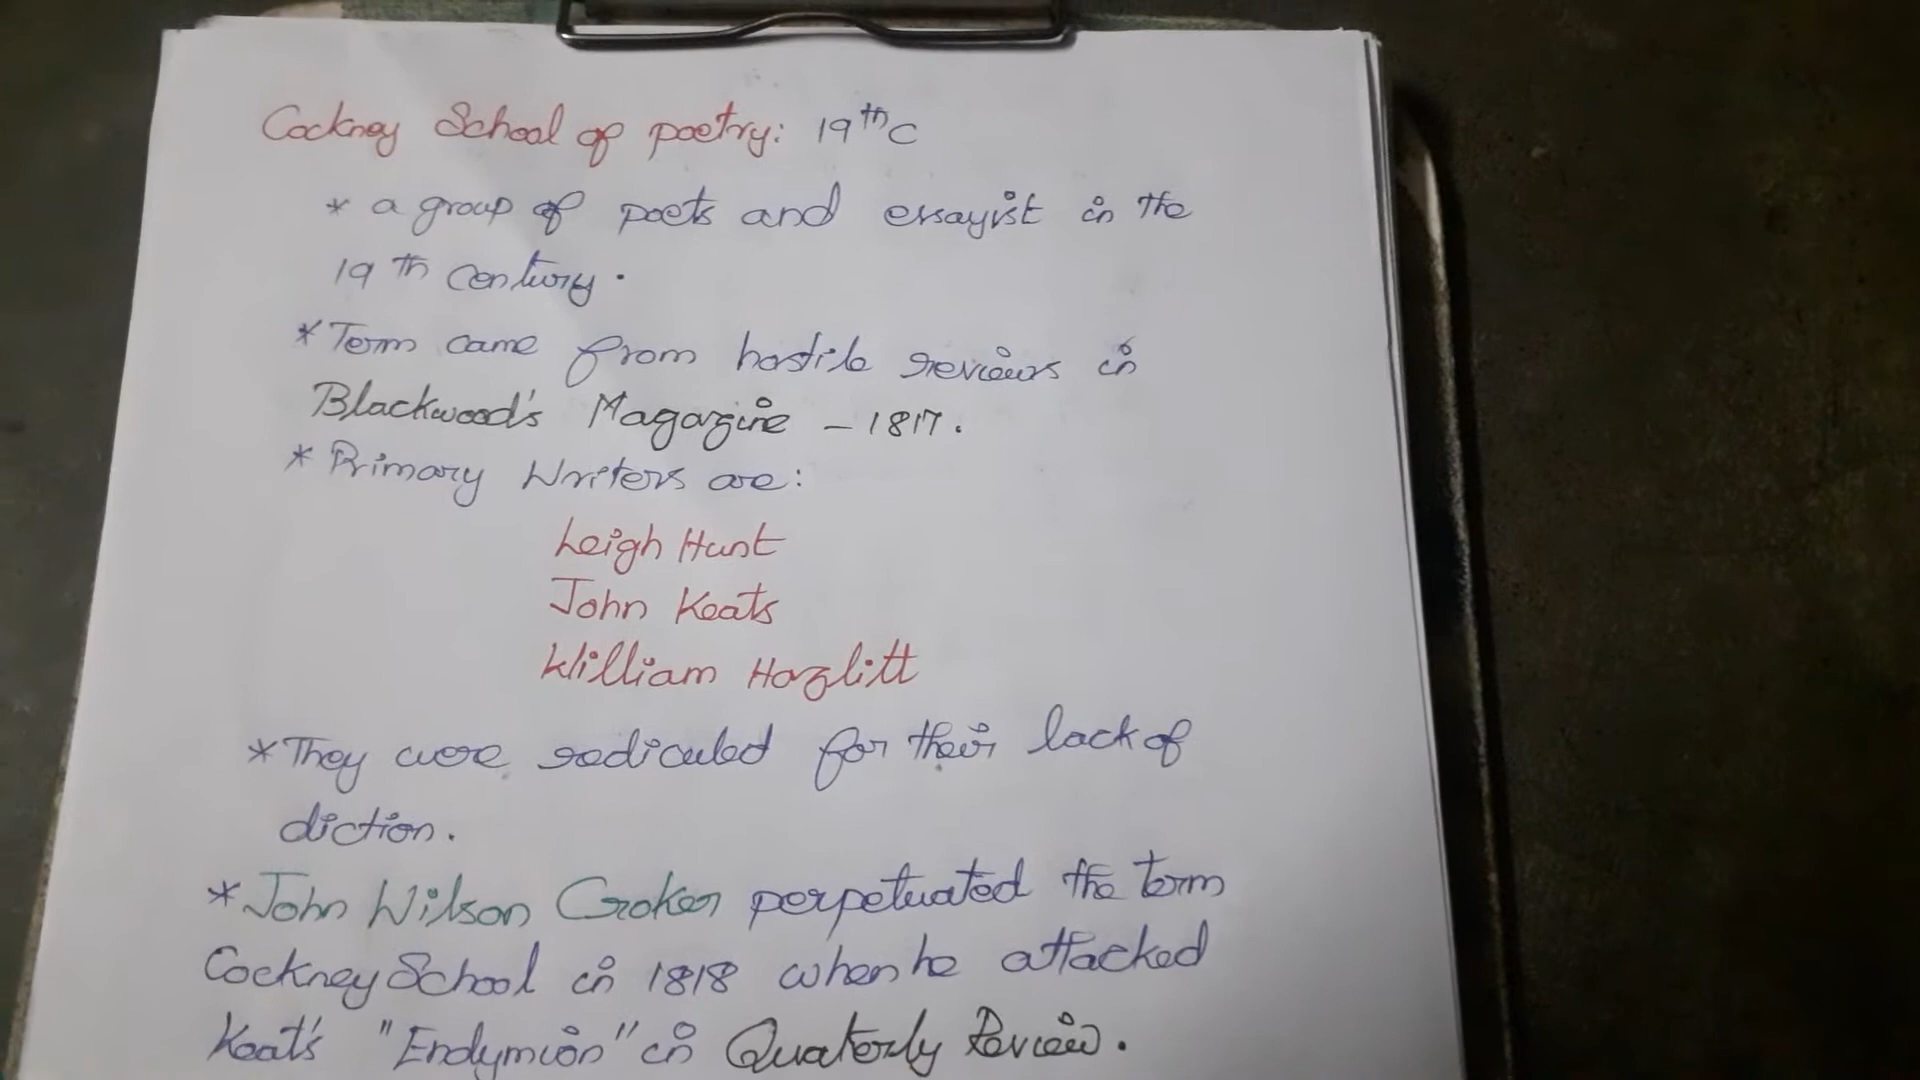 Cockney School of poetry: 19th C
* a group of poets and essayist in the
19th century.
* Term came from hostile reviews in
Blackwood's Magazine - 1817.
* Primary Writers are:
Leigh Hunt
John Keats
William Hazlitt
* They were rediculed for their lack of
diction.
* John Wilson Croker perpetuated the term
Cockney School in 1818 when he attacked
Keat's "Endymion" in Quaterly Review.